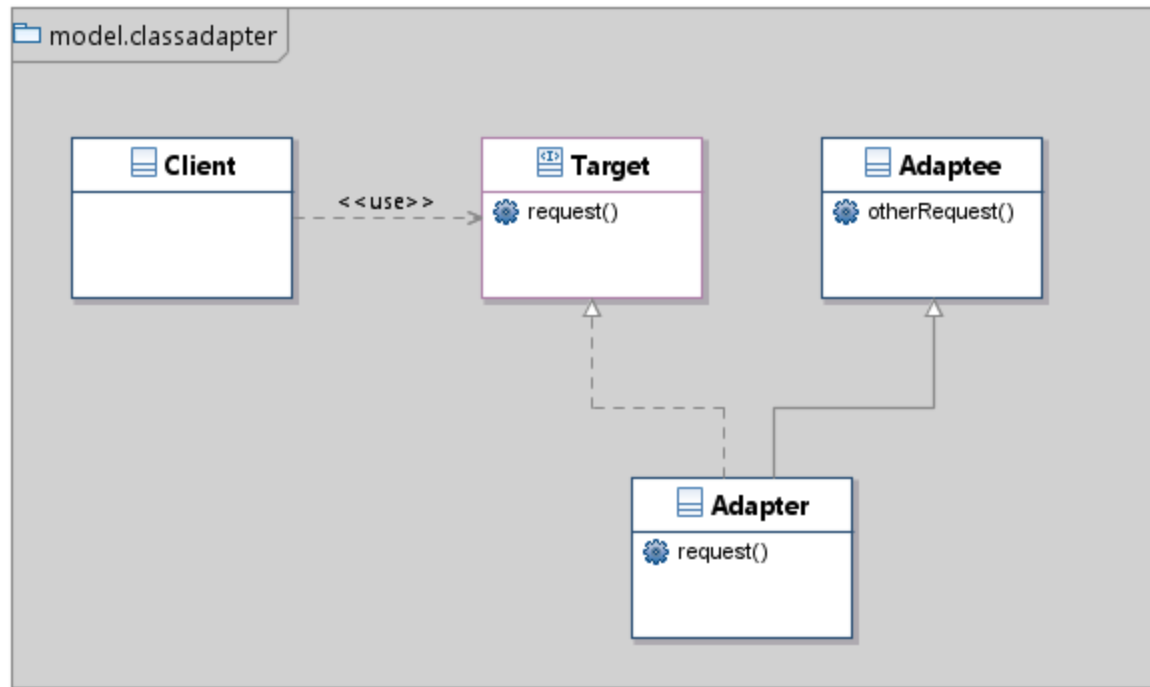 model.classadapter
Client
<<use>>
Target
request()
Adaptee
otherRequest()
Adapter
request()